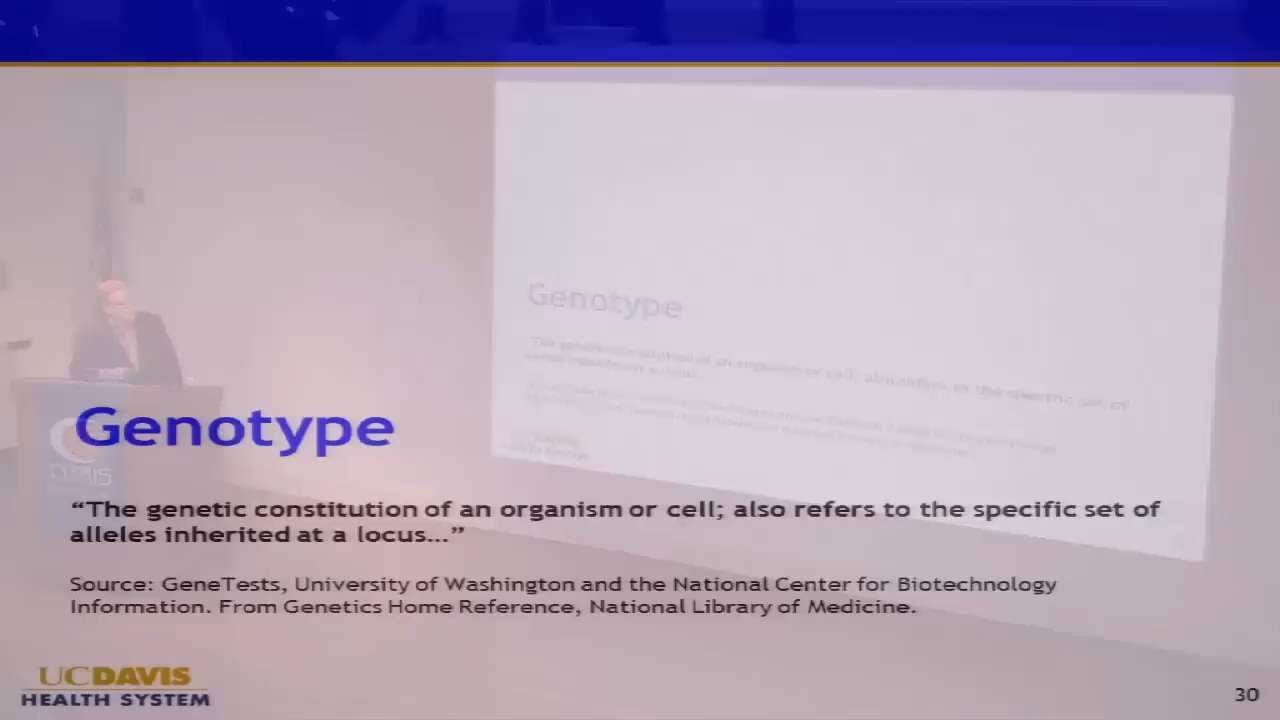 Genotype
Genotype
“The genetic constitution of an organism or cell; also refers to the specific set of
alleles inherited at a locus...”
Source: GeneTests, University of Washington and the National Center for Biotechnology
Information. From Genetics Home Reference, National Library of Medicine.
CITRIS
UCDAVIS
HEALTH SYSTEM
30